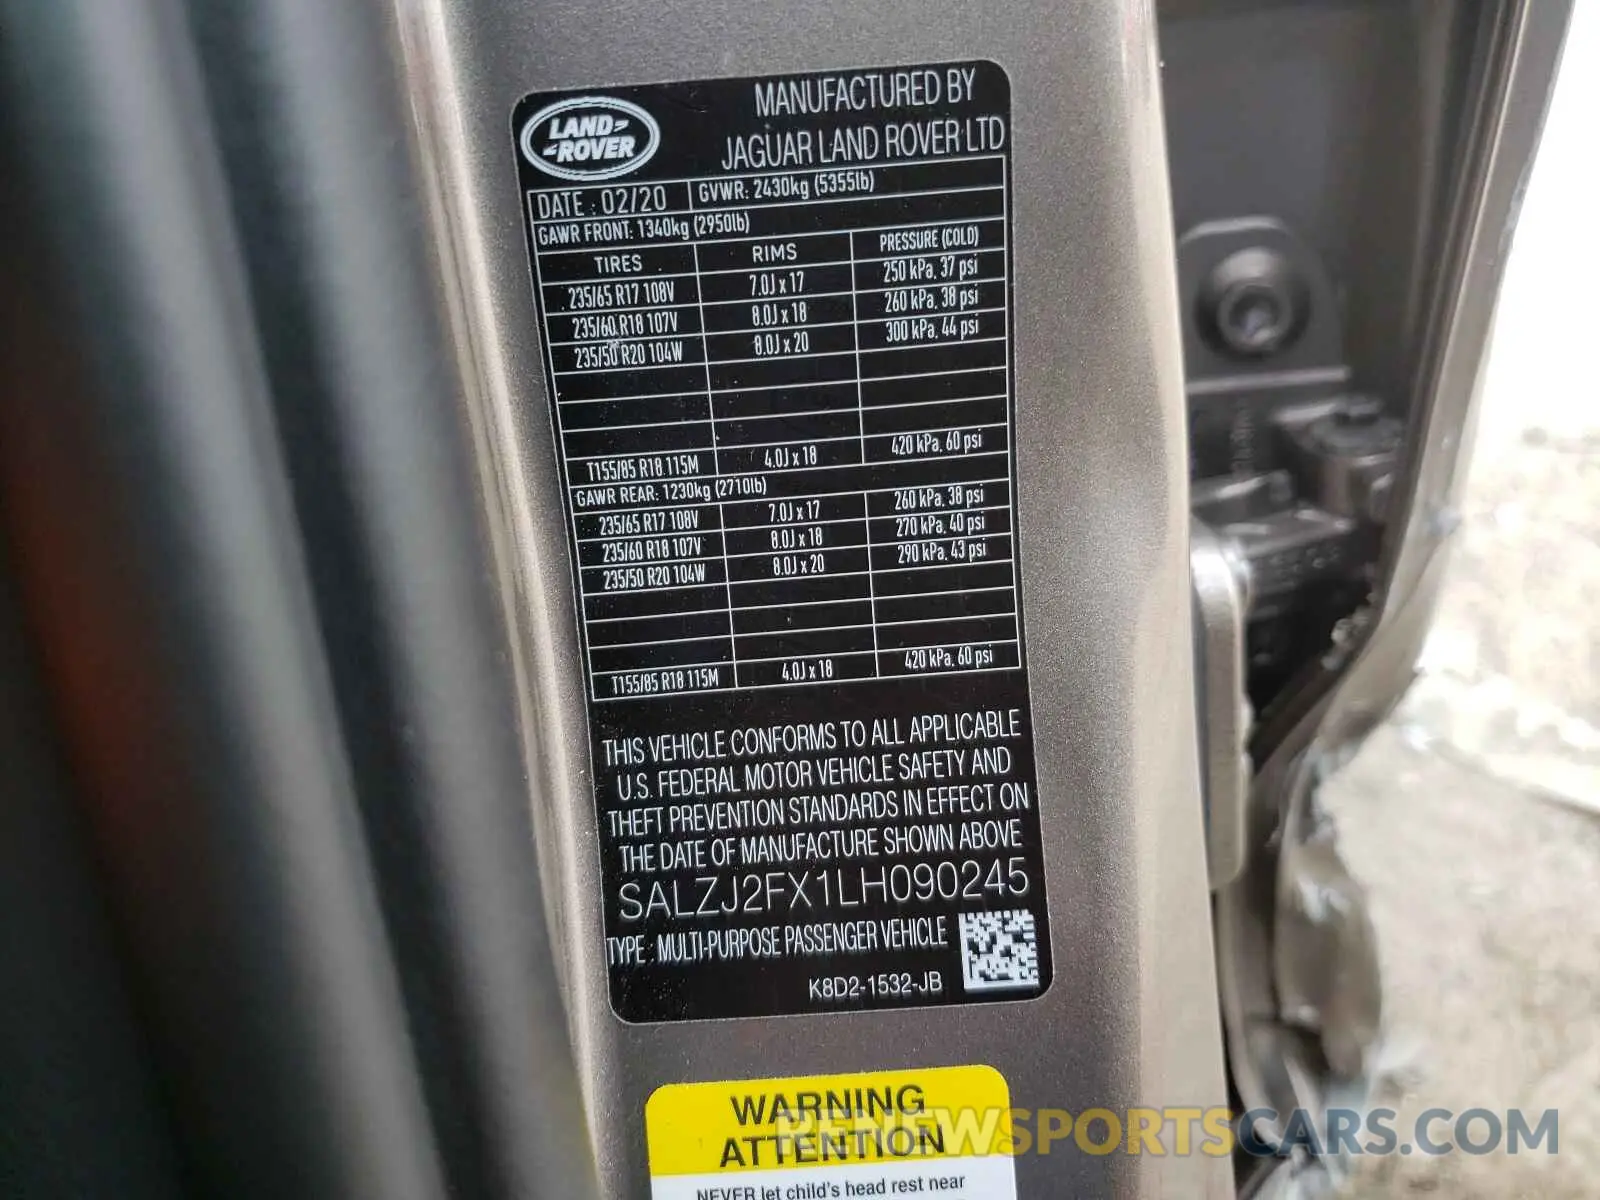 LAND-
-ROVER
MANUFACTURED BY
JAGUAR LAND ROVER LTD
DATE : 02/20 GVWR: 2430kg (5355lb)
GAWR FRONT: 1340kg (2950lb)
TIRES RIMS PRESSURE (COLD)
235/65 R17 108V 7.0J x 17 250 kPa, 37 psi
235/60 R18 107V 8.0J x 18 260 kPa, 38 psi
235/50 R20 104W 8.0J x 20 300 kPa, 44 psi
T155/85 R18 115M 4.0J x 18 420 kPa, 60 psi
GAWR REAR: 1230kg (2710lb)
235/65 R17 108V 7.0J x 17 260 kPa, 38 psi
235/60 R18 107V 8.0J x 18 270 kPa, 40 psi
235/50 R20 104W 8.0J x 20 290 kPa, 43 psi
T155/85 R18 115M 4.0J x 18 420 kPa, 60 psi
THIS VEHICLE CONFORMS TO ALL APPLICABLE
U.S. FEDERAL MOTOR VEHICLE SAFETY AND
THEFT PREVENTION STANDARDS IN EFFECT ON
THE DATE OF MANUFACTURE SHOWN ABOVE
SALZJ2FX1LH090245
TYPE : MULTI-PURPOSE PASSENGER VEHICLE
K8D2-1532-JB
WARNING
ATTENTION
RENEWSPORTSCARS.COM
NEVER let child's head rest near